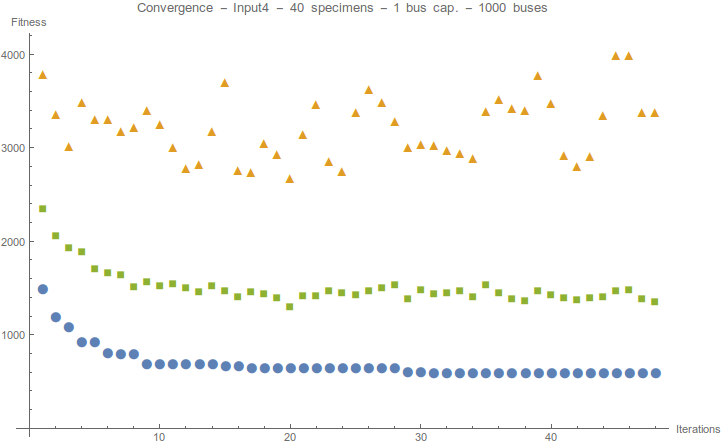 Convergence – Input4 – 40 specimens – 1 bus cap. – 1000 buses
Fitness
4000
3000
2000
1000
10
20
30
40
Iterations